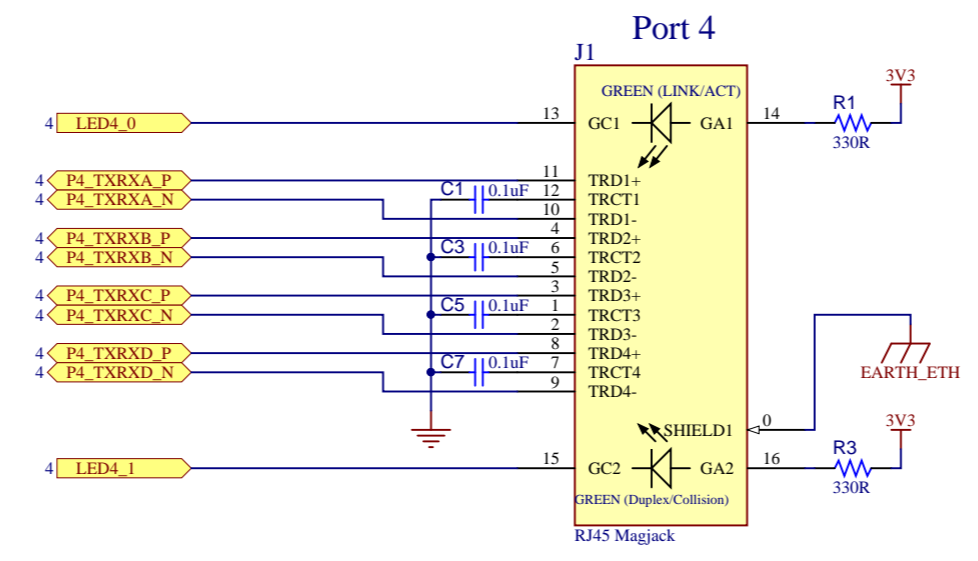 Port 4
J1
GREEN (LINK/ACT)
3V3
4 LED4_0 13 GC1 GA1 14 R1
330R
4 P4_TXRXA_P 11 TRD1+
4 P4_TXRXA_N C1 0.1uF 12 TRCT1
10 TRD1-
4 P4_TXRXB_P 4 TRD2+
4 P4_TXRXB_N C3 0.1uF 6 TRCT2
5 TRD2-
4 P4_TXRXC_P 3 TRD3+
4 P4_TXRXC_N C5 0.1uF 1 TRCT3
2 TRD3-
4 P4_TXRXD_P 8 TRD4+
4 P4_TXRXD_N C7 0.1uF 7 TRCT4
9 TRD4-
EARTH_ETH
SHIELD1 0
3V3
4 LED4_1 15 GC2 GA2 16 R3
330R
GREEN (Duplex/Collision)
RJ45 Magjack